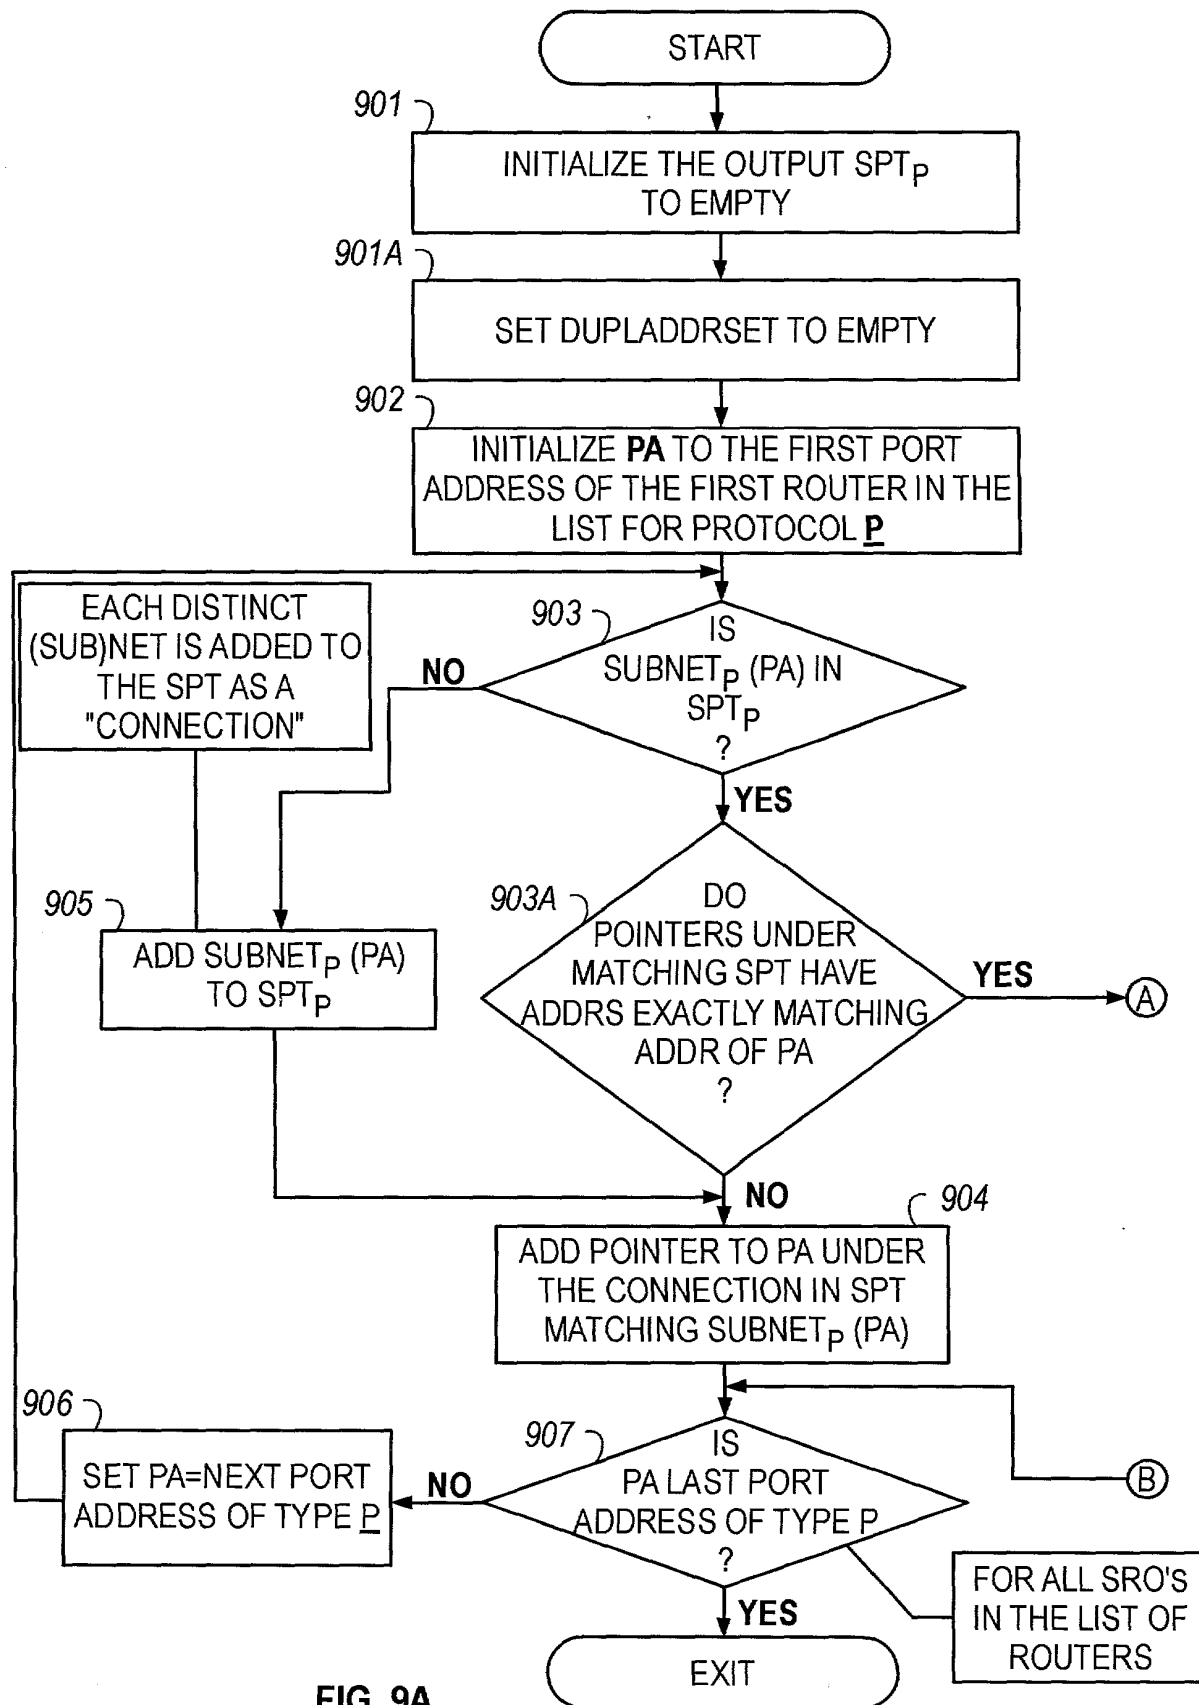 START
901
INITIALIZE THE OUTPUT SPTP
TO EMPTY
901A
SET DUPLADDRSET TO EMPTY
902
INITIALIZE PA TO THE FIRST PORT
ADDRESS OF THE FIRST ROUTER IN THE
LIST FOR PROTOCOL P
EACH DISTINCT
(SUB)NET IS ADDED TO
THE SPT AS A
"CONNECTION"
903
IS
SUBNETP (PA) IN
SPTP
?
NO
YES
905
ADD SUBNETP (PA)
TO SPTP
903A
DO
POINTERS UNDER
MATCHING SPT HAVE
ADDRS EXACTLY MATCHING
ADDR OF PA
?
YES
A
NO
904
ADD POINTER TO PA UNDER
THE CONNECTION IN SPT
MATCHING SUBNETP (PA)
906
SET PA=NEXT PORT
ADDRESS OF TYPE P
NO
907
IS
PA LAST PORT
ADDRESS OF TYPE P
?
B
YES
FOR ALL SRO'S
IN THE LIST OF
ROUTERS
EXIT
FIG. 9A